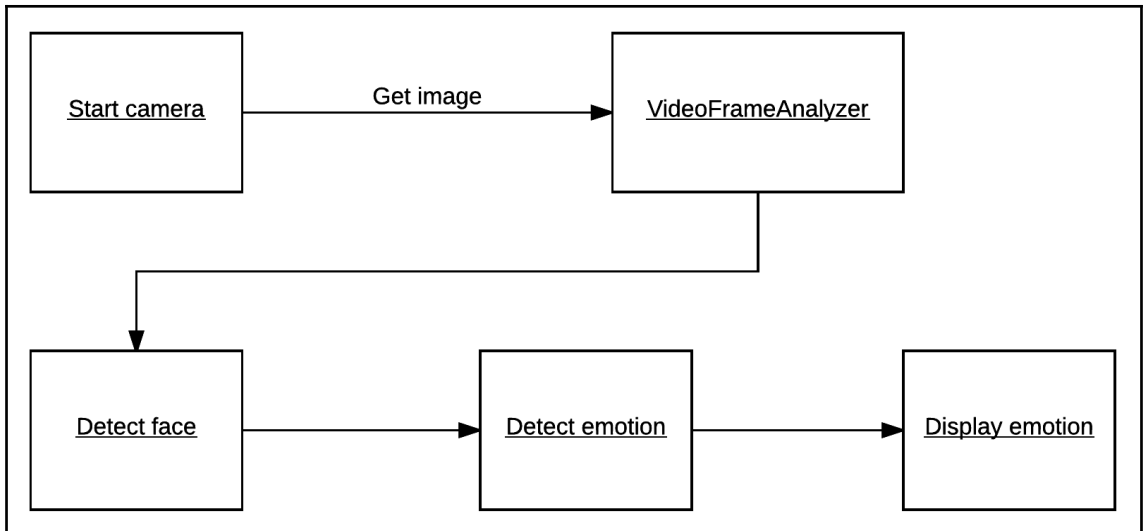 Start camera
Get image
VideoFrameAnalyzer
Detect face
Detect emotion
Display emotion